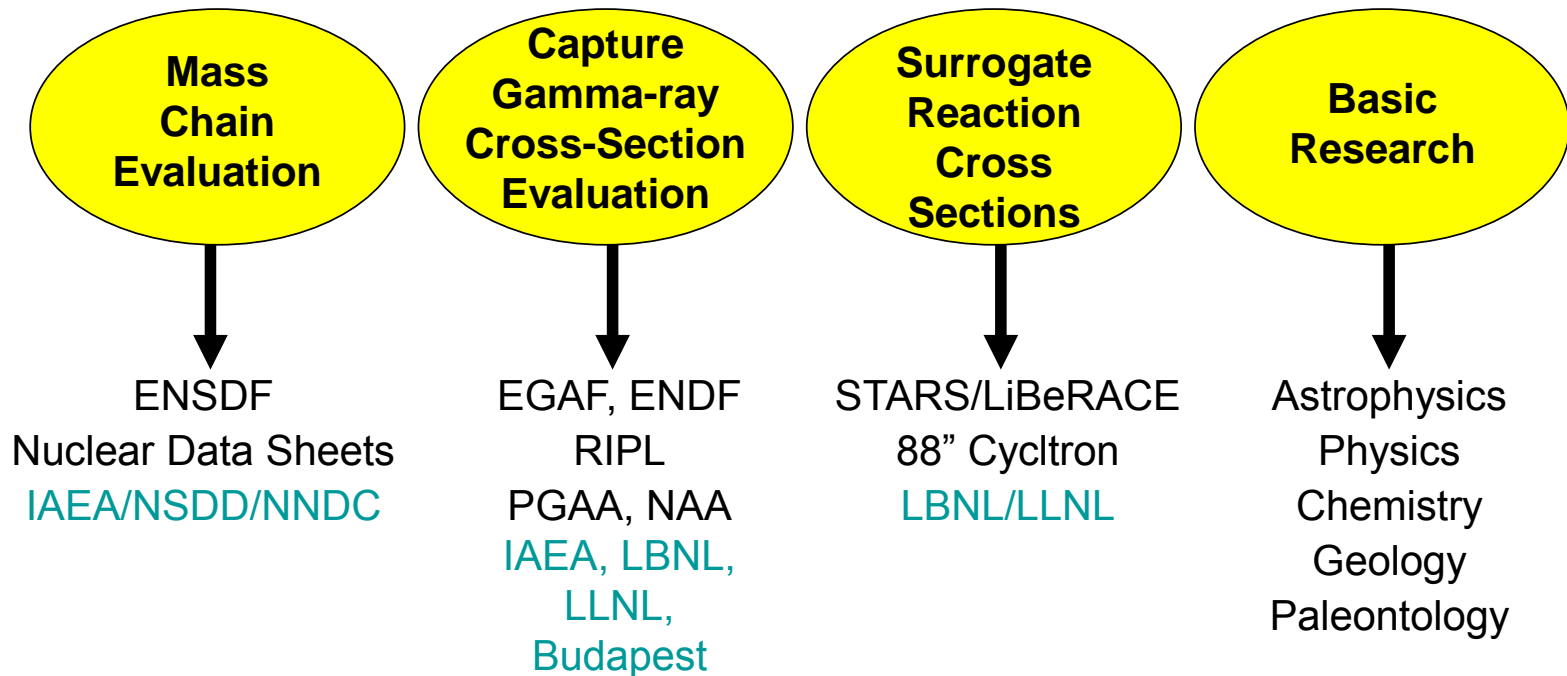 Mass
Chain
Evaluation
Capture
Gamma-ray
Cross-Section
Evaluation
Surrogate
Reaction
Cross
Sections
Basic
Research
ENSDF
Nuclear Data Sheets
IAEA/NSDD/NNDC
EGAF, ENDF
RIPL
PGAA, NAA
IAEA, LBNL,
LLNL,
Budapest
STARS/LiBeRACE
88” Cycltron
LBNL/LLNL
Astrophysics
Physics
Chemistry
Geology
Paleontology